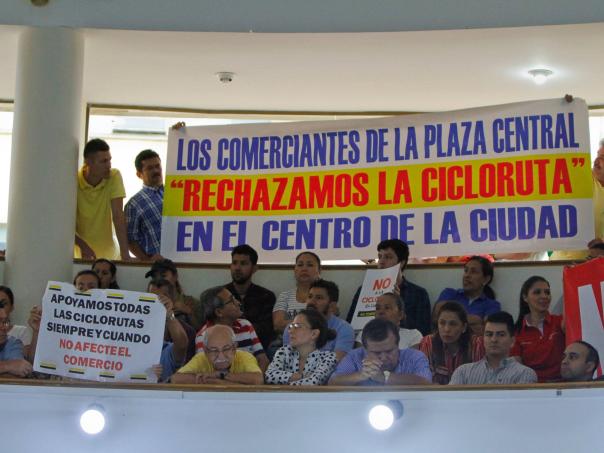 LOS COMERCIANTES DE LA PLAZA CENTRAL
"RECHAZAMOS LA CICLORUTA"
EN EL CENTRO DE LA CIUDAD
APOYAMOS TODAS
LAS CICLORUTAS
SIEMPRE Y CUANDO
NO AFECTE EL
COMERCIO
NO